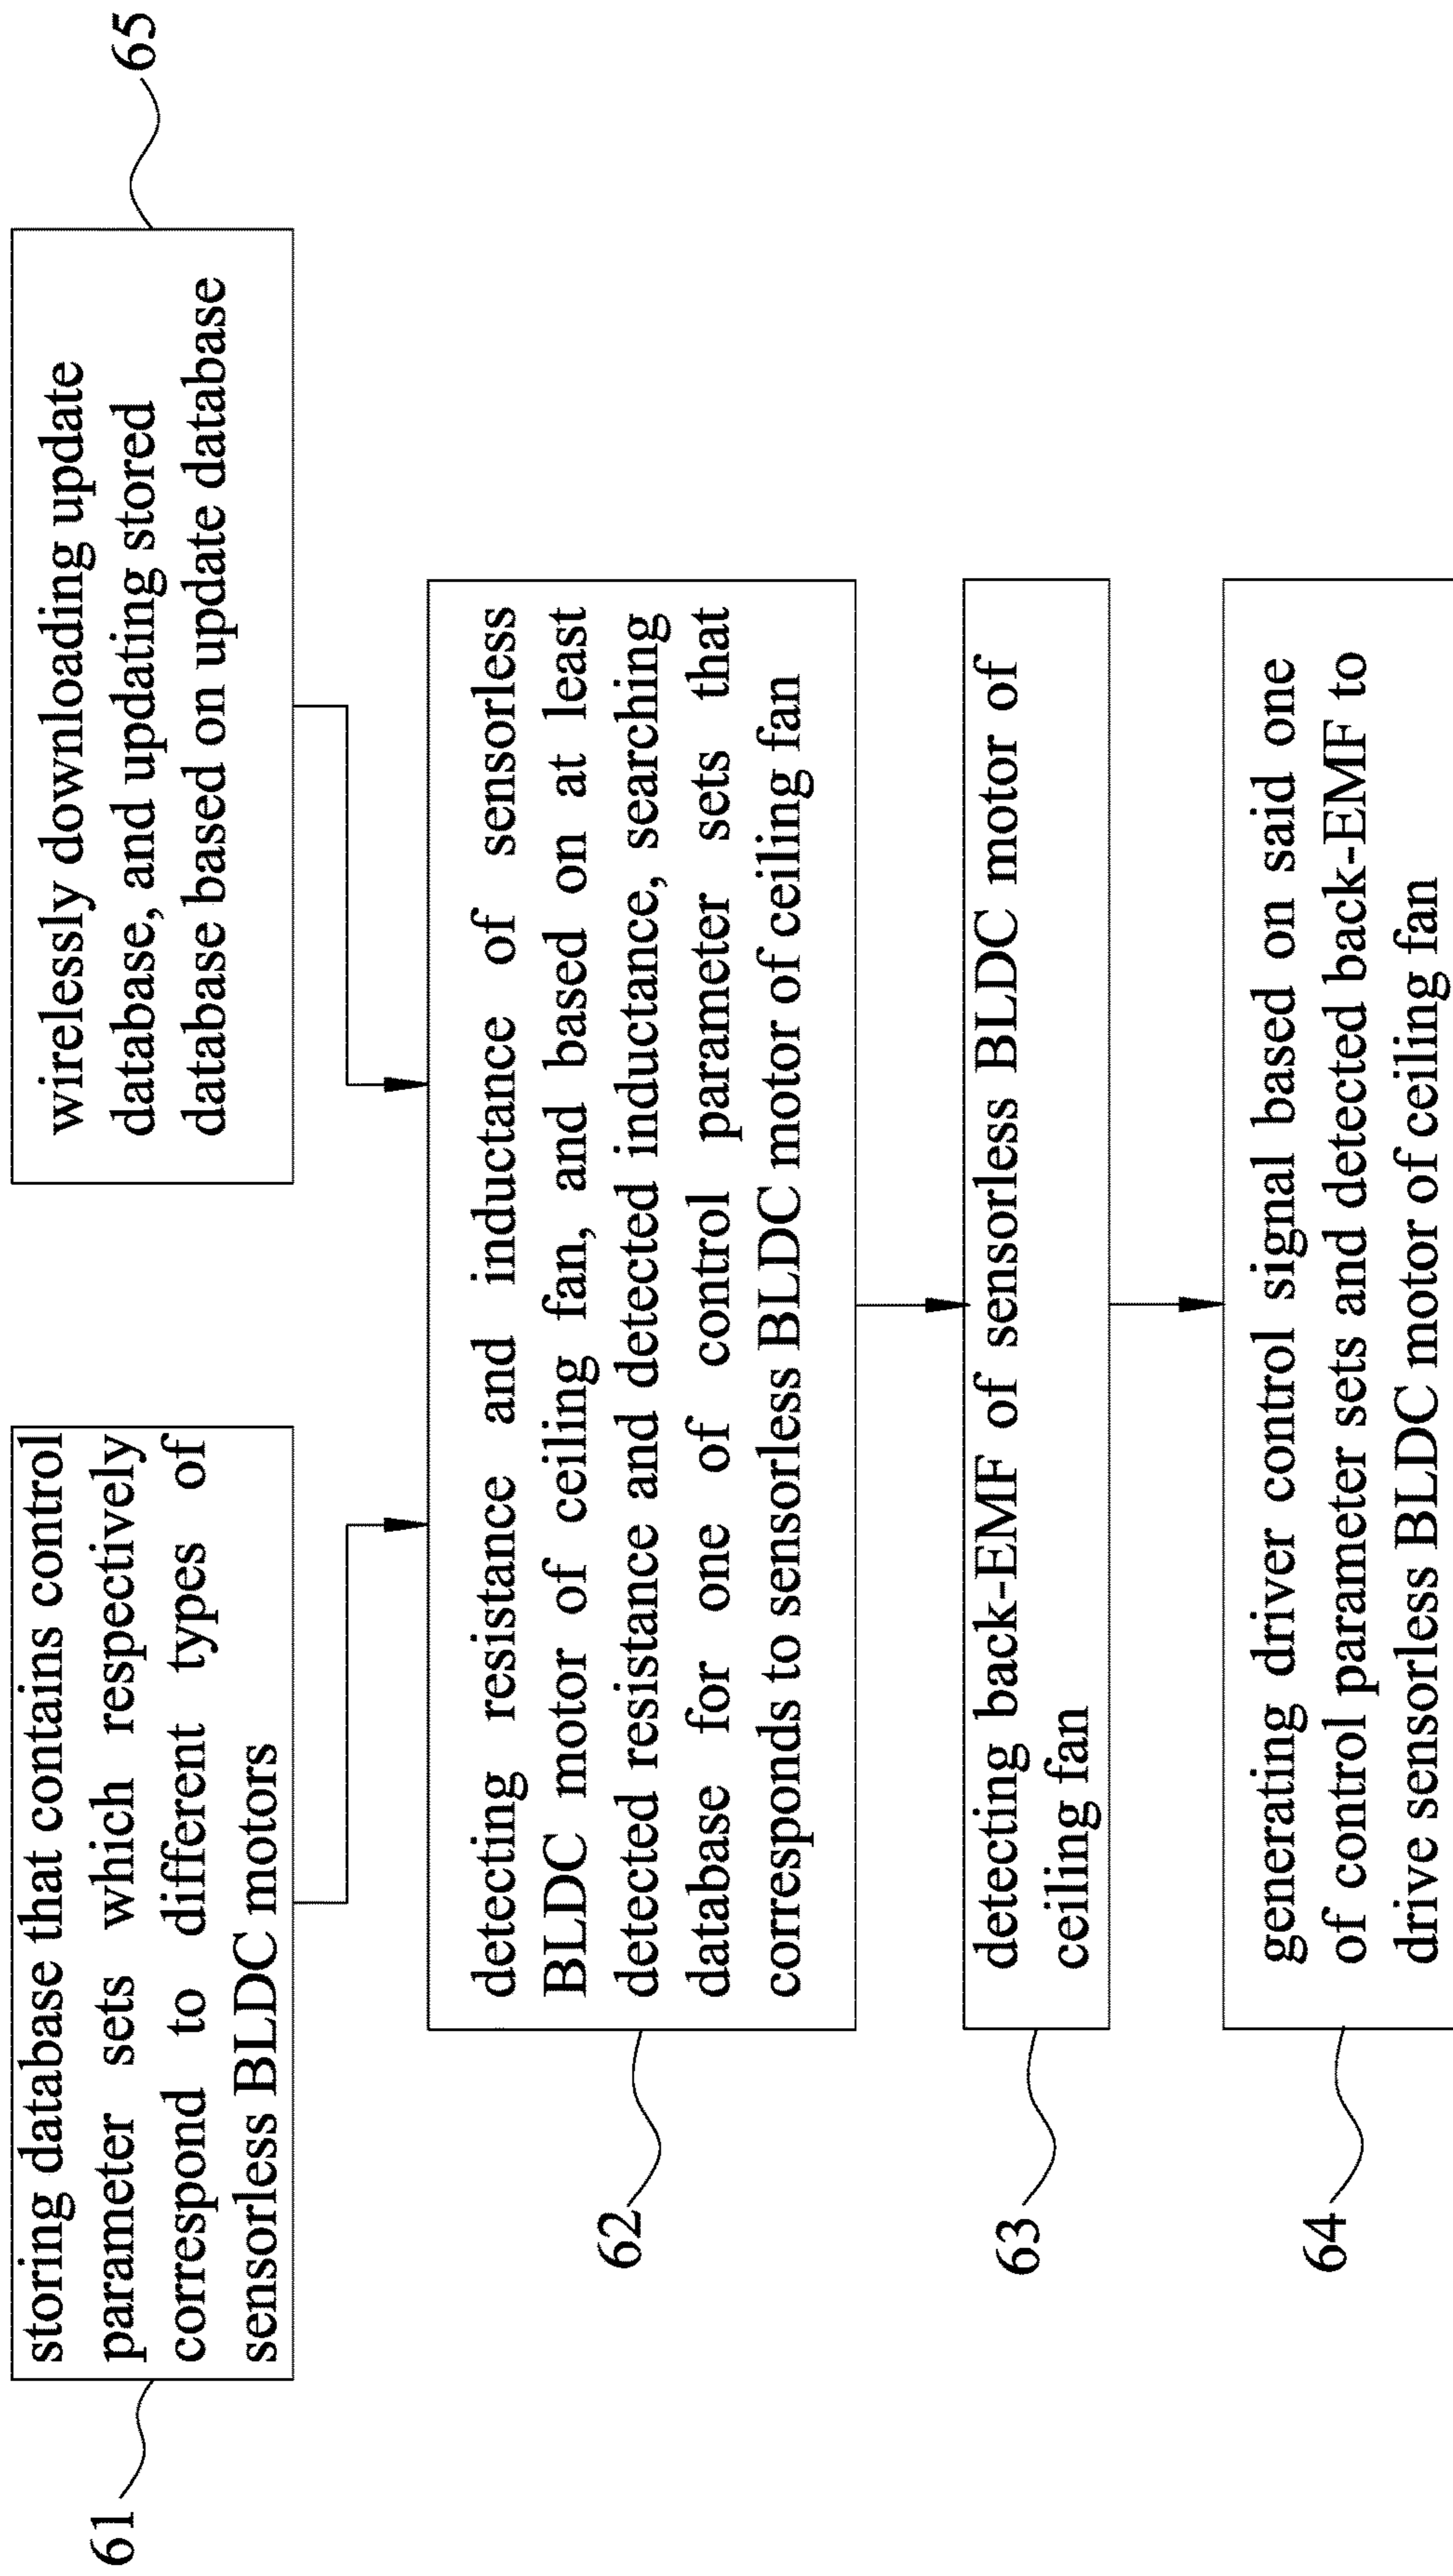 61
storing database that contains control
parameter sets which respectively
correspond to different types of
sensorless BLDC motors
65
wirelessly downloading update
database, and updating stored
database based on update database
62
detecting resistance and inductance of sensorless
BLDC motor of ceiling fan, and based on at least
detected resistance and detected inductance, searching
database for one of control parameter sets that
corresponds to sensorless BLDC motor of ceiling fan
63
detecting back-EMF of sensorless BLDC motor of
ceiling fan
64
generating driver control signal based on said one
of control parameter sets and detected back-EMF to
drive sensorless BLDC motor of ceiling fan